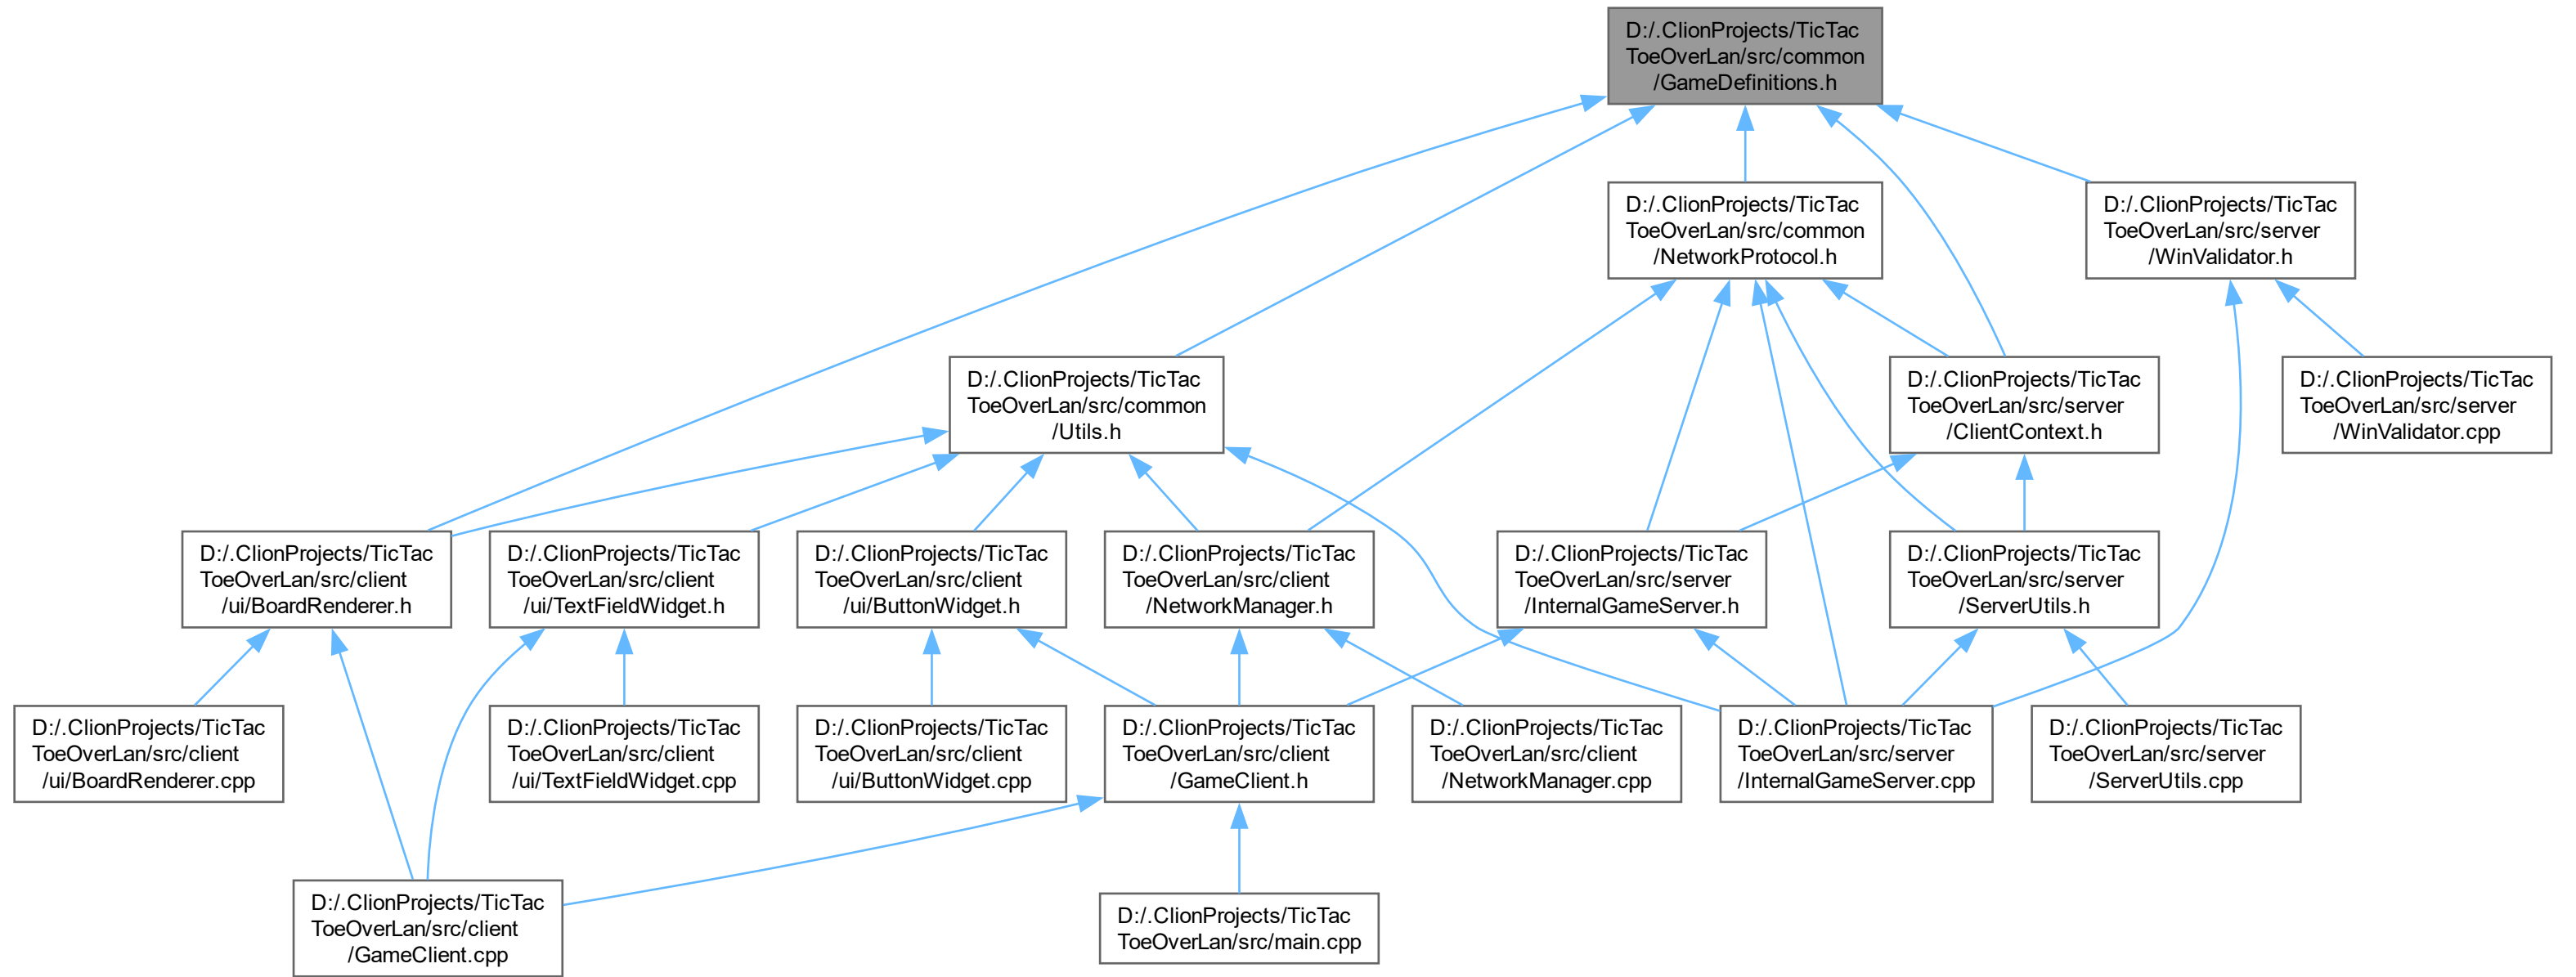 D:/.ClionProjects/TicTac
ToeOverLan/src/common
/GameDefinitions.h
D:/.ClionProjects/TicTac
ToeOverLan/src/common
/NetworkProtocol.h
D:/.ClionProjects/TicTac
ToeOverLan/src/server
/WinValidator.h
D:/.ClionProjects/TicTac
ToeOverLan/src/common
/Utils.h
D:/.ClionProjects/TicTac
ToeOverLan/src/server
/ClientContext.h
D:/.ClionProjects/TicTac
ToeOverLan/src/server
/WinValidator.cpp
D:/.ClionProjects/TicTac
ToeOverLan/src/client
/ui/BoardRenderer.h
D:/.ClionProjects/TicTac
ToeOverLan/src/client
/ui/TextFieldWidget.h
D:/.ClionProjects/TicTac
ToeOverLan/src/client
/ui/ButtonWidget.h
D:/.ClionProjects/TicTac
ToeOverLan/src/client
/NetworkManager.h
D:/.ClionProjects/TicTac
ToeOverLan/src/server
/InternalGameServer.h
D:/.ClionProjects/TicTac
ToeOverLan/src/server
/ServerUtils.h
D:/.ClionProjects/TicTac
ToeOverLan/src/client
/ui/BoardRenderer.cpp
D:/.ClionProjects/TicTac
ToeOverLan/src/client
/ui/TextFieldWidget.cpp
D:/.ClionProjects/TicTac
ToeOverLan/src/client
/ui/ButtonWidget.cpp
D:/.ClionProjects/TicTac
ToeOverLan/src/client
/GameClient.h
D:/.ClionProjects/TicTac
ToeOverLan/src/client
/NetworkManager.cpp
D:/.ClionProjects/TicTac
ToeOverLan/src/server
/InternalGameServer.cpp
D:/.ClionProjects/TicTac
ToeOverLan/src/server
/ServerUtils.cpp
D:/.ClionProjects/TicTac
ToeOverLan/src/client
/GameClient.cpp
D:/.ClionProjects/TicTac
ToeOverLan/src/main.cpp